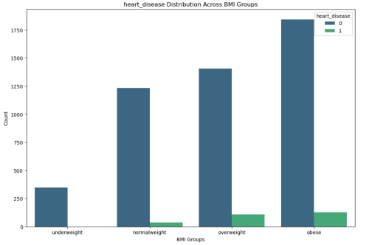 heart_disease Distribution Across BMI Groups
heart_disease
0
1
1750
1500
1250
1000
750
500
250
0
Count
underweight normalweight overweight obese
BMI Groups